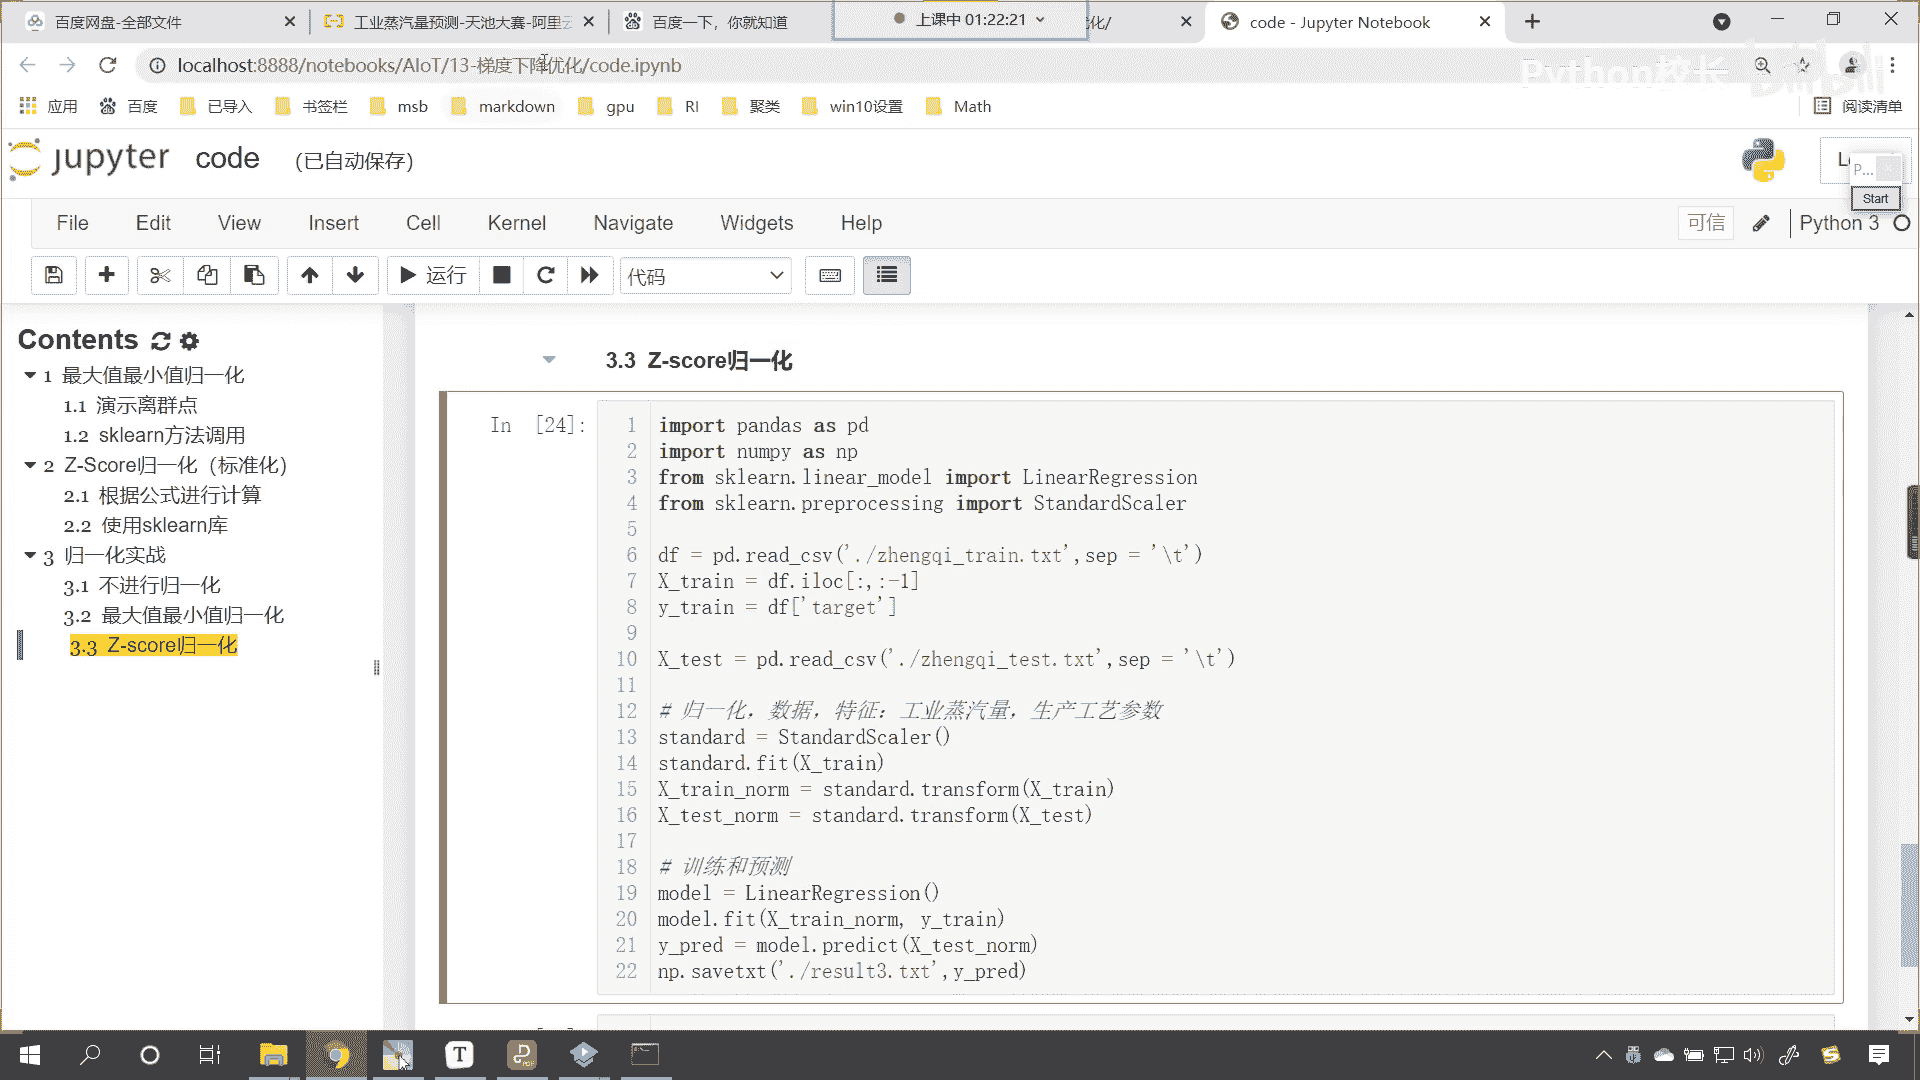 百度网盘-全部文件
工业蒸汽量预测-天池大赛-阿里云
百度一下，你就知道
上课中 01:22:21
优化/
code - Jupyter Notebook
localhost:8888/notebooks/AIoT/13-梯度下降优化/code.ipynb
Python校长
bilibili
应用
百度
已导入
书签栏
msb
markdown
gpu
RI
聚类
win10设置
Math
阅读清单
jupyter code (已自动保存)
P...
Start
File Edit View Insert Cell Kernel Navigate Widgets Help
可信
Python 3
运行
代码
Contents
1 最大值最小值归一化
1.1 演示离群点
1.2 sklearn方法调用
2 Z-Score归一化（标准化）
2.1 根据公式进行计算
2.2 使用sklearn库
3 归一化实战
3.1 不进行归一化
3.2 最大值最小值归一化
3.3 Z-score归一化
3.3 Z-score归一化
In [24]:
1 import pandas as pd
2 import numpy as np
3 from sklearn.linear_model import LinearRegression
4 from sklearn.preprocessing import StandardScaler
5
6 df = pd.read_csv('./zhengqi_train.txt',sep = '\t')
7 X_train = df.iloc[:,:-1]
8 y_train = df['target']
9
10 X_test = pd.read_csv('./zhengqi_test.txt',sep = '\t')
11
12 # 归一化，数据，特征：工业蒸汽量，生产工艺参数
13 standard = StandardScaler()
14 standard.fit(X_train)
15 X_train_norm = standard.transform(X_train)
16 X_test_norm = standard.transform(X_test)
17
18 # 训练和预测
19 model = LinearRegression()
20 model.fit(X_train_norm, y_train)
21 y_pred = model.predict(X_test_norm)
22 np.savetxt('./result3.txt',y_pred)